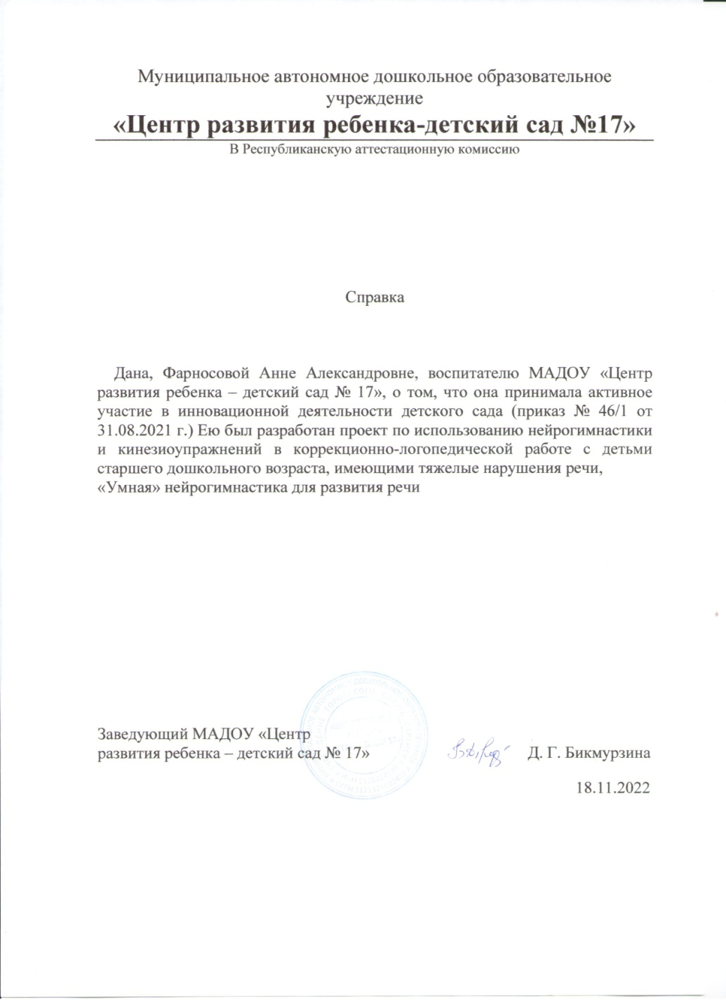 Муниципальное автономное дошкольное образовательное
учреждение
«Центр развития ребенка-детский сад №17»
В Республиканскую аттестационную комиссию
Справка
Дана, Фарносовой Анне Александровне, воспитателю МАДОУ «Центр
развития ребенка – детский сад № 17», о том, что она принимала активное
участие в инновационной деятельности детского сада (приказ № 46/1 от
31.08.2021 г.) Ею был разработан проект по использованию нейрогимнастики
и кинезиоупражнений в коррекционно-логопедической работе с детьми
старшего дошкольного возраста, имеющими тяжелые нарушения речи,
«Умная» нейрогимнастика для развития речи
Заведующий МАДОУ «Центр
развития ребенка – детский сад № 17»
Д. Г. Бикмурзина
18.11.2022